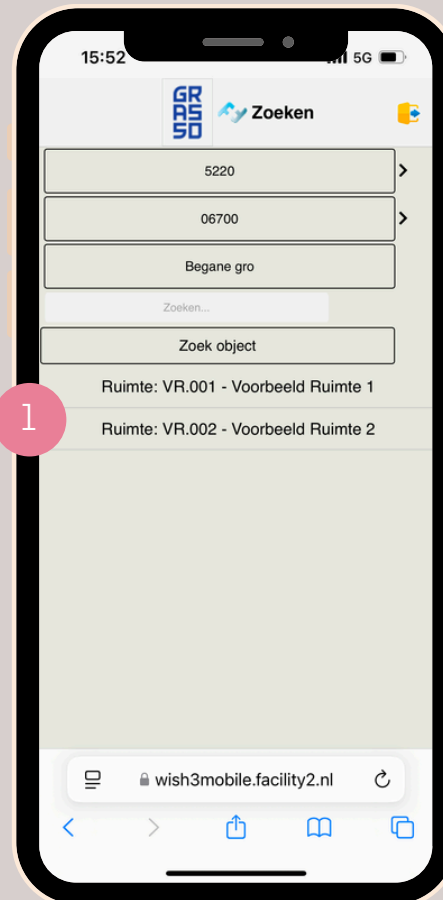 15:52
5G
GR
AS
SO
Zoeken
5220
06700
Begane gro
Zoeken...
Zoek object
Ruimte: VR.001 - Voorbeeld Ruimte 1
1
Ruimte: VR.002 - Voorbeeld Ruimte 2
wish3mobile.facility2.nl